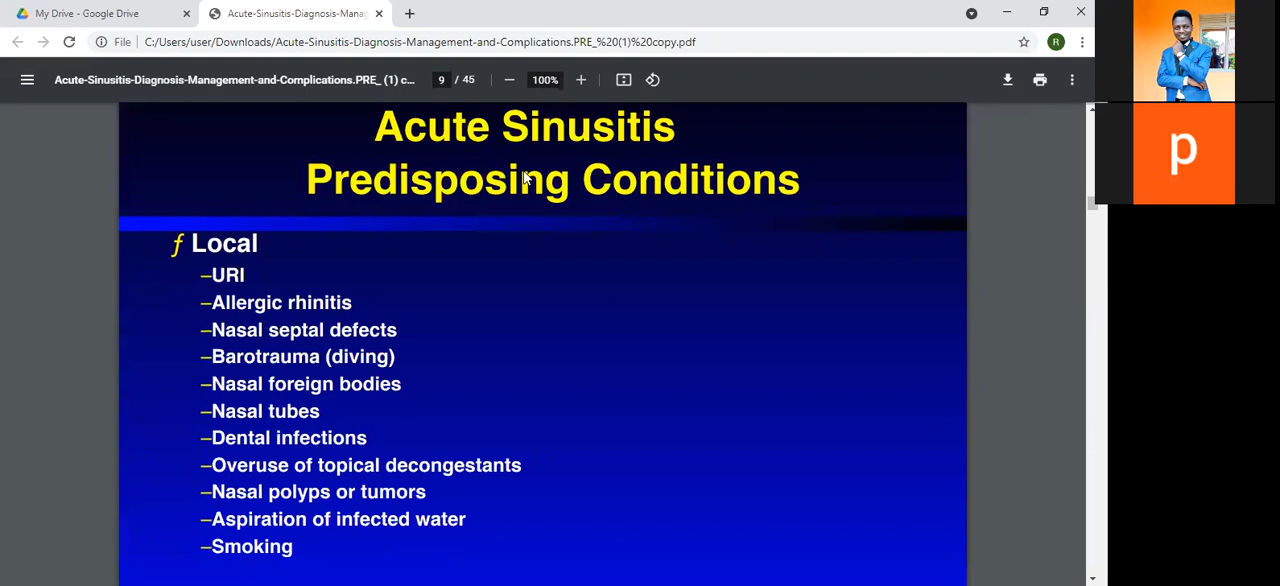 My Drive - Google Drive
Acute-Sinusitis-Diagnosis-Mana
File C:/Users/user/Downloads/Acute-Sinusitis-Diagnosis-Management-and-Complications.PRE_%20(1)%20copy.pdf
R
Acute-Sinusitis-Diagnosis-Management-and-Complications.PRE_ (1) c... 9 / 45 100%
p
Acute Sinusitis
Predisposing Conditions
ƒ Local
–URI
–Allergic rhinitis
–Nasal septal defects
–Barotrauma (diving)
–Nasal foreign bodies
–Nasal tubes
–Dental infections
–Overuse of topical decongestants
–Nasal polyps or tumors
–Aspiration of infected water
–Smoking